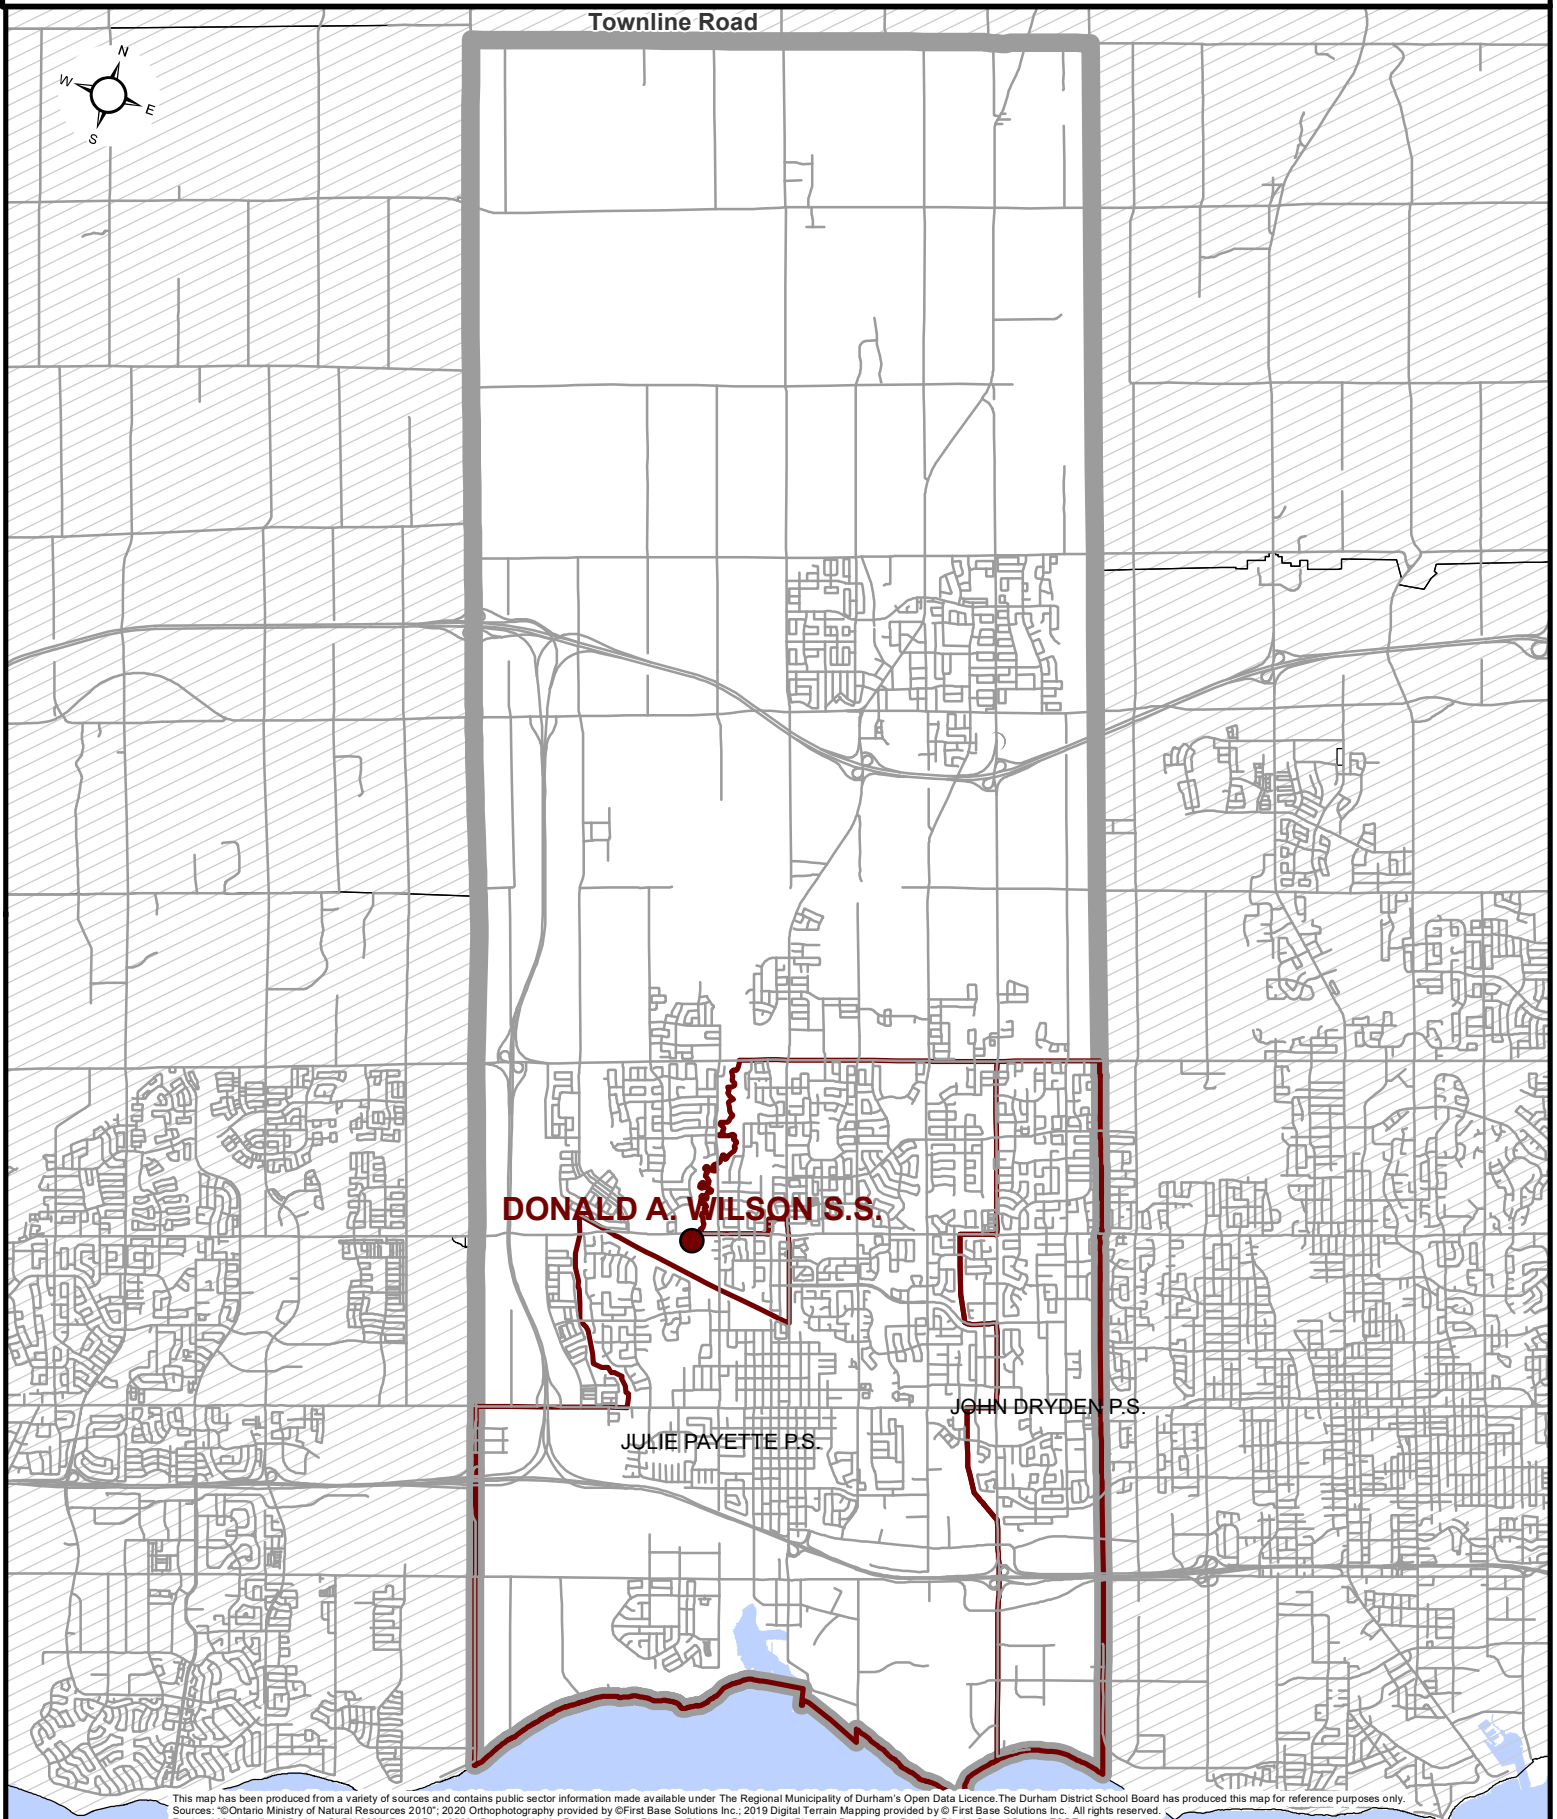 Townline Road
N
W
E
S
DONALD A. WILSON S.S.
JOHN DRYDEN P.S.
JULIE PAYETTE P.S.
This map has been produced from a variety of sources and contains public sector information made available under The Regional Municipality of Durham's Open Data Licence.The Durham District School Board has produced this map for reference purposes only.
Sources: "©Ontario Ministry of Natural Resources 2010"; 2020 Orthophotography provided by ©First Base Solutions Inc.; 2019 Digital Terrain Mapping provided by © First Base Solutions Inc. All rights reserved.